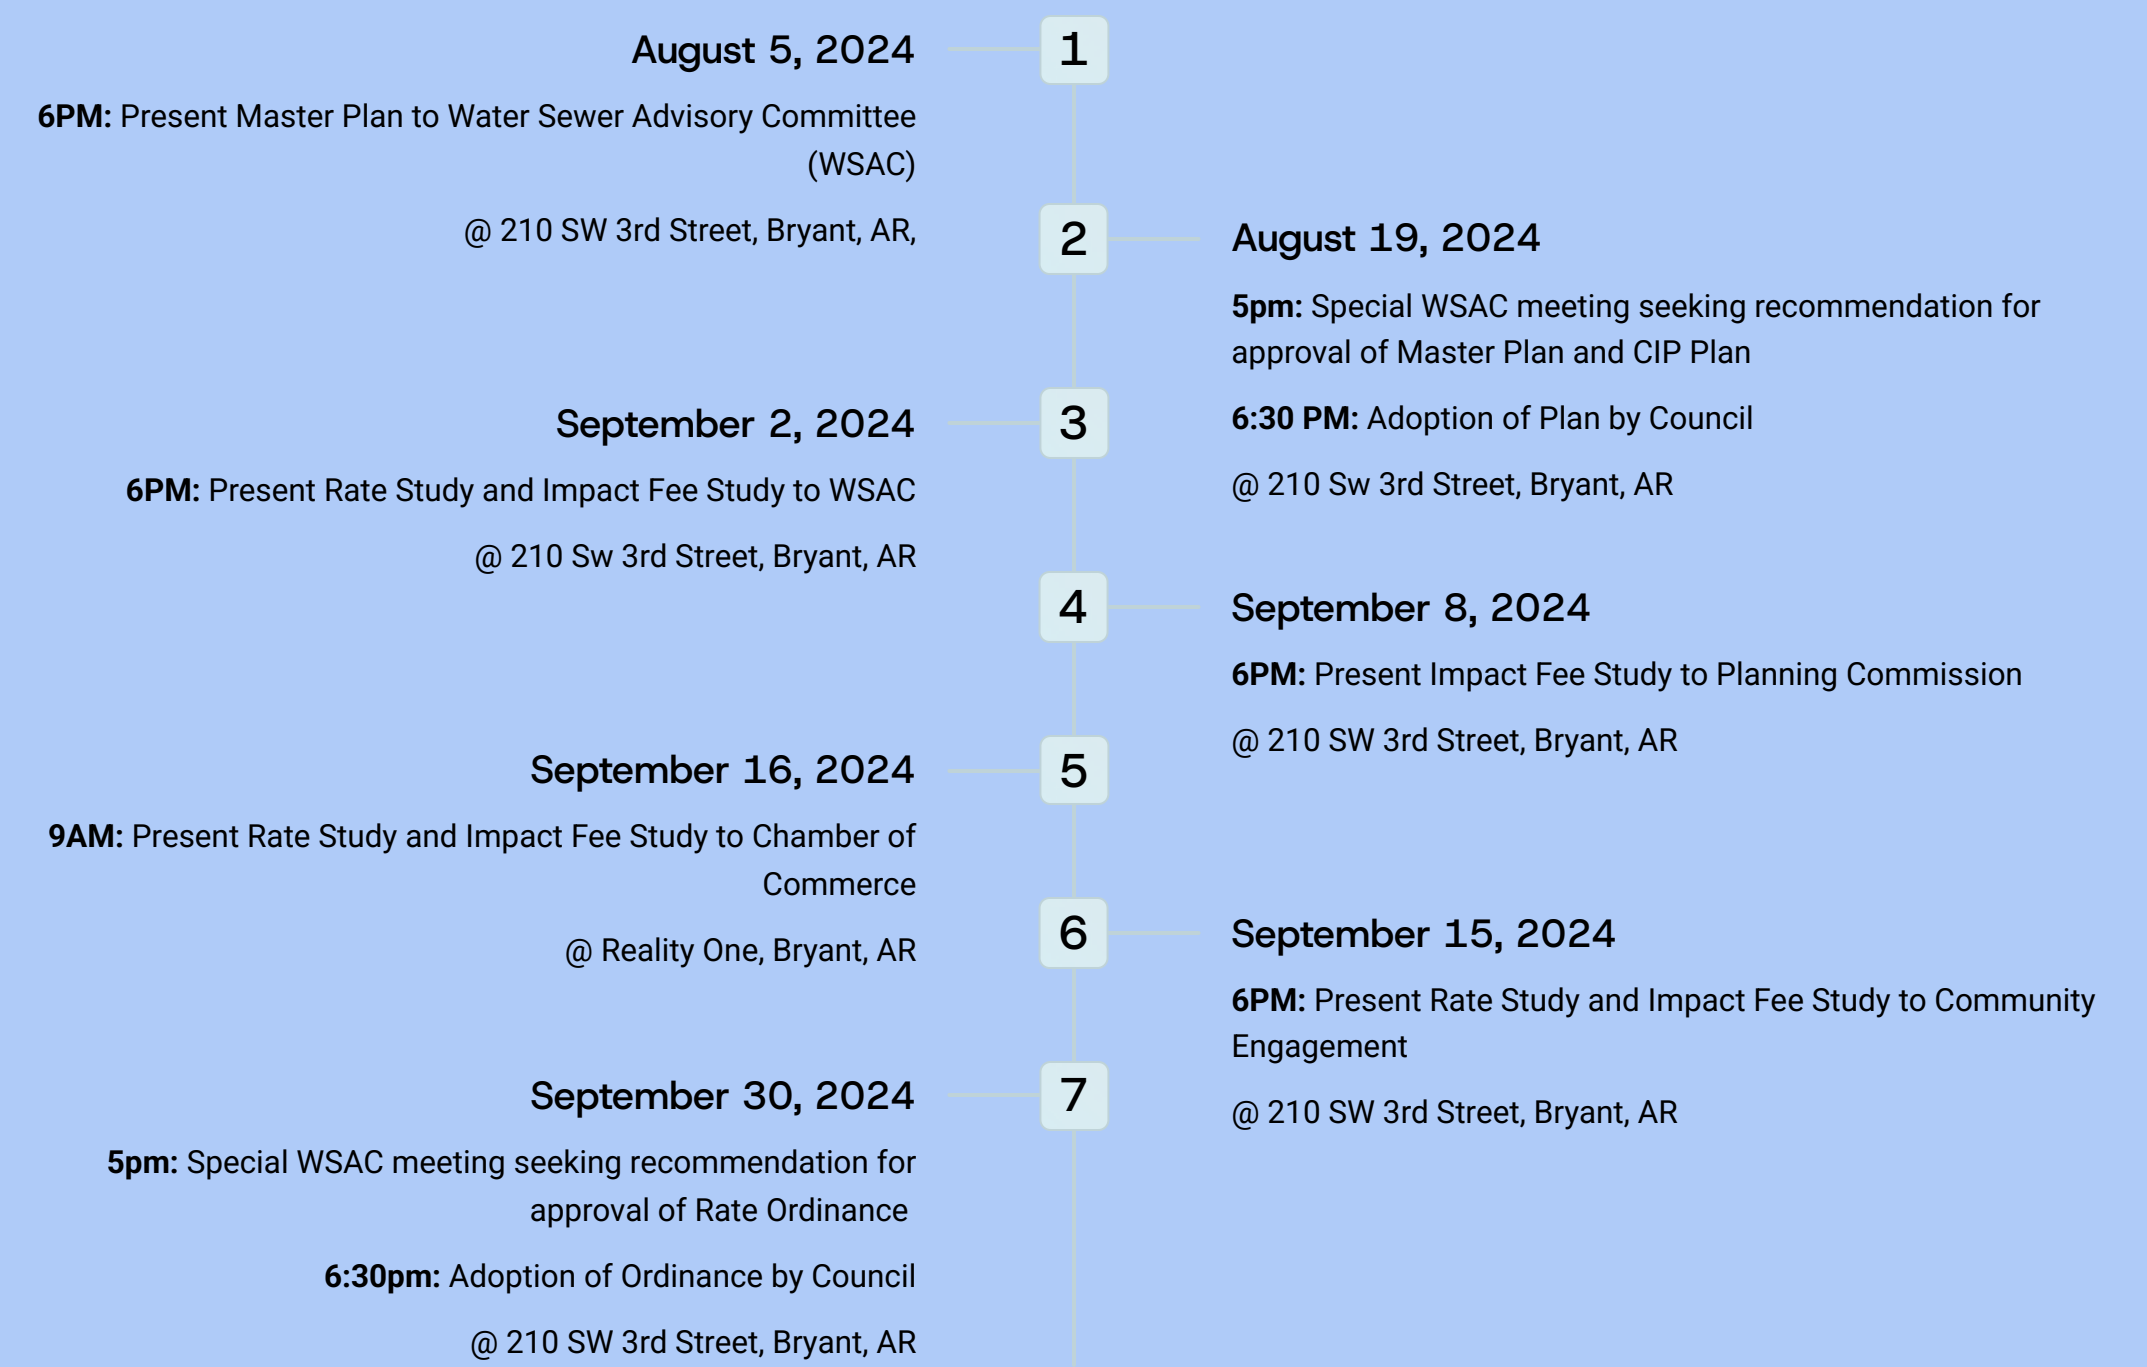 1
August 5, 2024
6PM: Present Master Plan to Water Sewer Advisory Committee
(WSAC)
@ 210 SW 3rd Street, Bryant, AR,
2
August 19, 2024
5pm: Special WSAC meeting seeking recommendation for
approval of Master Plan and CIP Plan
6:30 PM: Adoption of Plan by Council
@ 210 Sw 3rd Street, Bryant, AR
3
September 2, 2024
6PM: Present Rate Study and Impact Fee Study to WSAC
@ 210 Sw 3rd Street, Bryant, AR
4
September 8, 2024
6PM: Present Impact Fee Study to Planning Commission
@ 210 SW 3rd Street, Bryant, AR
5
September 16, 2024
9AM: Present Rate Study and Impact Fee Study to Chamber of
Commerce
@ Reality One, Bryant, AR
6
September 15, 2024
6PM: Present Rate Study and Impact Fee Study to Community
Engagement
@ 210 SW 3rd Street, Bryant, AR
7
September 30, 2024
5pm: Special WSAC meeting seeking recommendation for
approval of Rate Ordinance
6:30pm: Adoption of Ordinance by Council
@ 210 SW 3rd Street, Bryant, AR